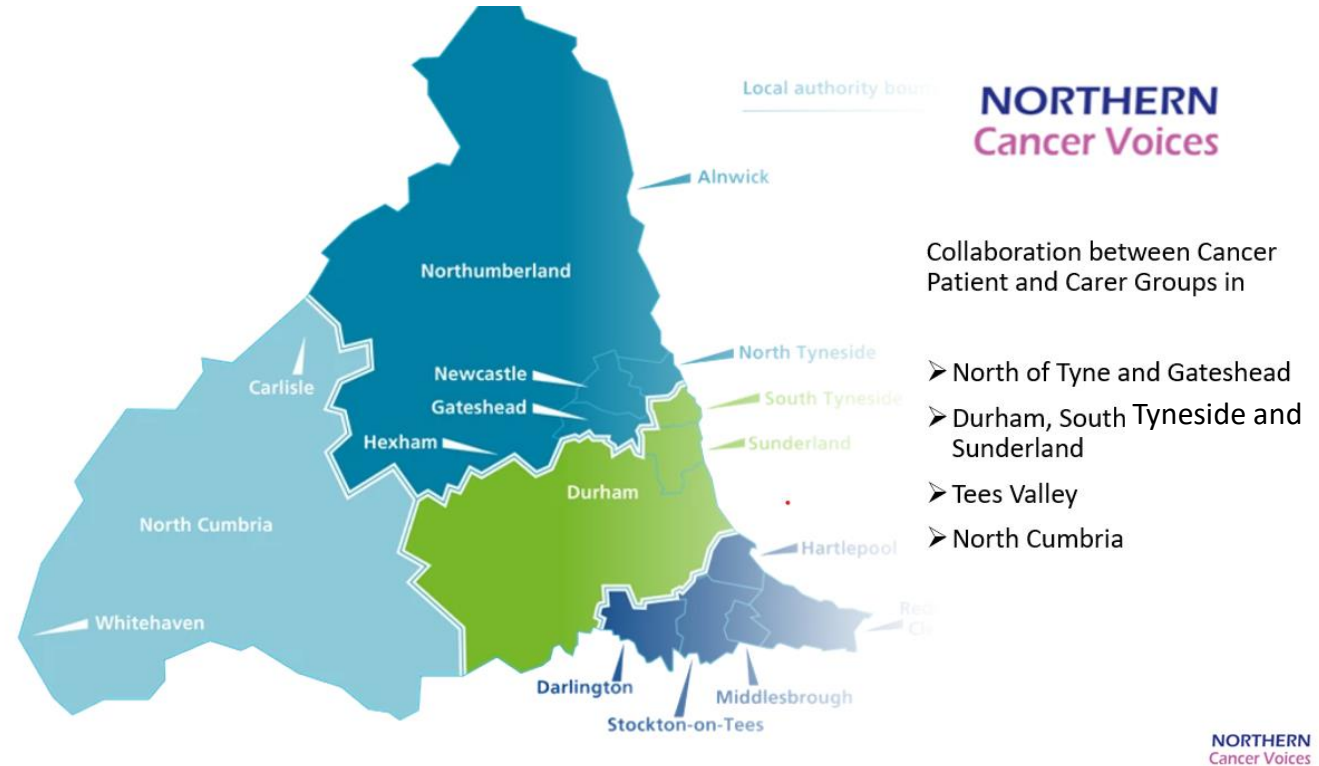 Local authority
NORTHERN
Cancer Voices
Alnwick
Collaboration between Cancer
Patient and Carer Groups in
Northumberland
North Tyneside
Newcastle
Carlisle
South Tyneside
Gateshead
Hexham
Sunderland
Durham
North Cumbria
Hartlepool
Whitehaven
Darlington
Middlesbrough
Stockton-on-Tees
➢ North of Tyne and Gateshead
➢ Durham, South Tyneside and
Sunderland
➢ Tees Valley
➢ North Cumbria
NORTHERN
Cancer Voices